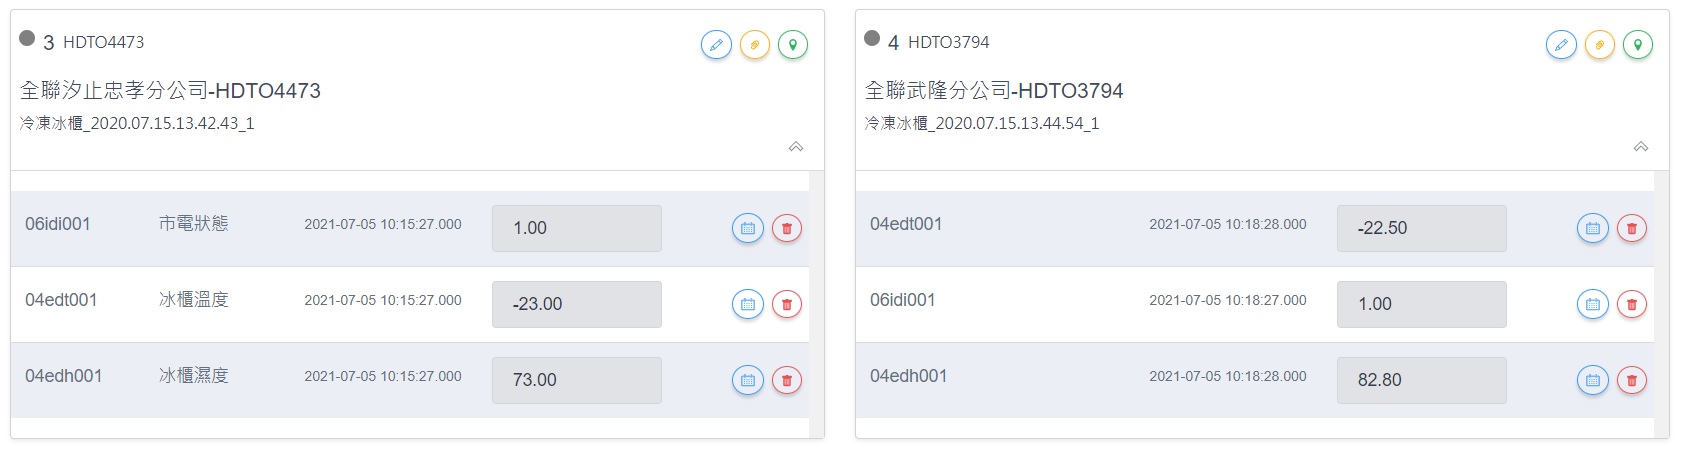 3 HDTO4473
全聯汐止忠孝分公司-HDTO4473
冷凍冰櫃_2020.07.15.13.42.43_1
06idi001 市電狀態 2021-07-05 10:15:27.000 1.00
04edt001 冰櫃溫度 2021-07-05 10:15:27.000 -23.00
04edh001 冰櫃濕度 2021-07-05 10:15:27.000 73.00
4 HDTO3794
全聯武隆分公司-HDTO3794
冷凍冰櫃_2020.07.15.13.44.54_1
04edt001 2021-07-05 10:18:28.000 -22.50
06idi001 2021-07-05 10:18:27.000 1.00
04edh001 2021-07-05 10:18:28.000 82.80